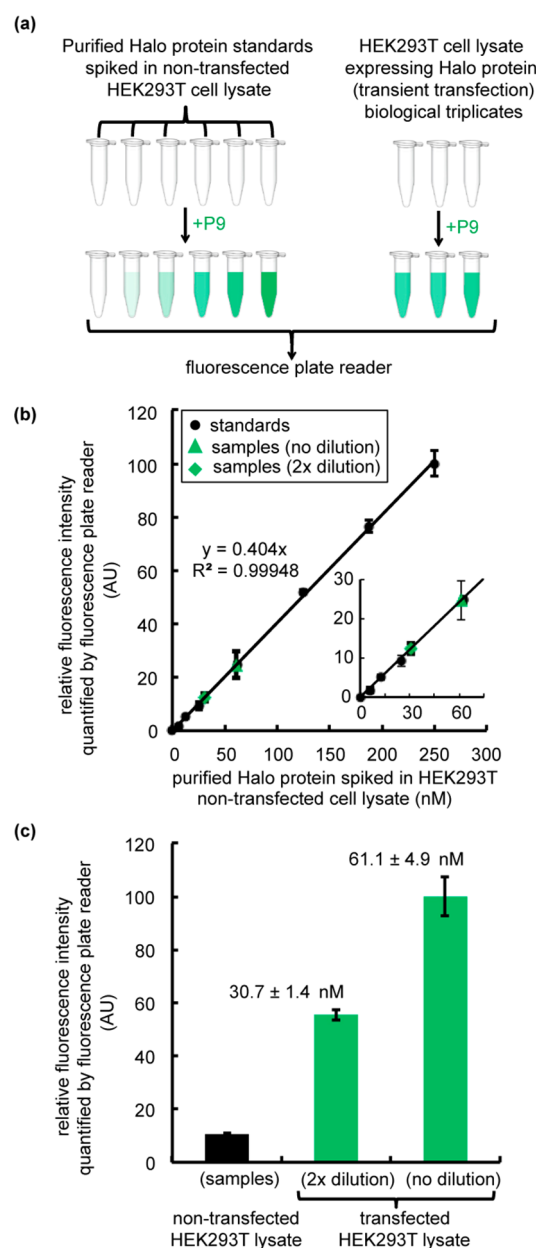 (a)
Purified Halo protein standards
spiked in non-transfected
HEK293T cell lysate
HEK293T cell lysate
expressing Halo protein
(transient transfection)
biological triplicates
+P9
+P9
fluorescence plate reader
(b)
relative fluorescence intensity
quantified by fluorescence plate reader
(AU)
120
100
80
60
40
20
0
standards
samples (no dilution)
samples (2x dilution)
y = 0.404x
R² = 0.99948
30
20
10
0
0
30
60
0
50
100
150
200
250
300
purified Halo protein spiked in HEK293T
non-transfected cell lysate (nM)
(c)
relative fluorescence intensity
quantified by fluorescence plate reader
(AU)
120
100
80
60
40
20
0
61.1 ± 4.9 nM
30.7 ± 1.4 nM
(samples)
(2x dilution)
(no dilution)
non-transfected
HEK293T lysate
transfected
HEK293T lysate